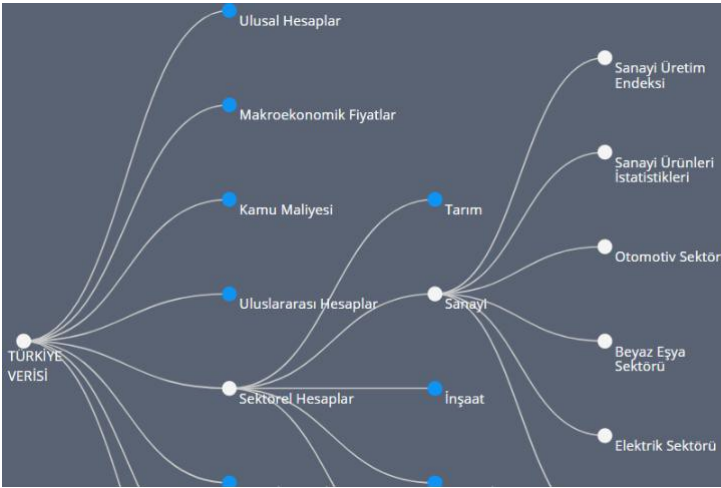 Ulusal Hesaplar
Makroekonomik Fiyatlar
Kamu Maliyesi
Uluslararası Hesaplar
TÜRKİYE
VERİSİ
Sektörel Hesaplar
Tarım
Sanayi
İnşaat
Sanayi Üretim
Endeksi
Sanayi Ürünleri
İstatistikleri
Otomotiv Sektör
Beyaz Eşya
Sektörü
Elektrik Sektörü